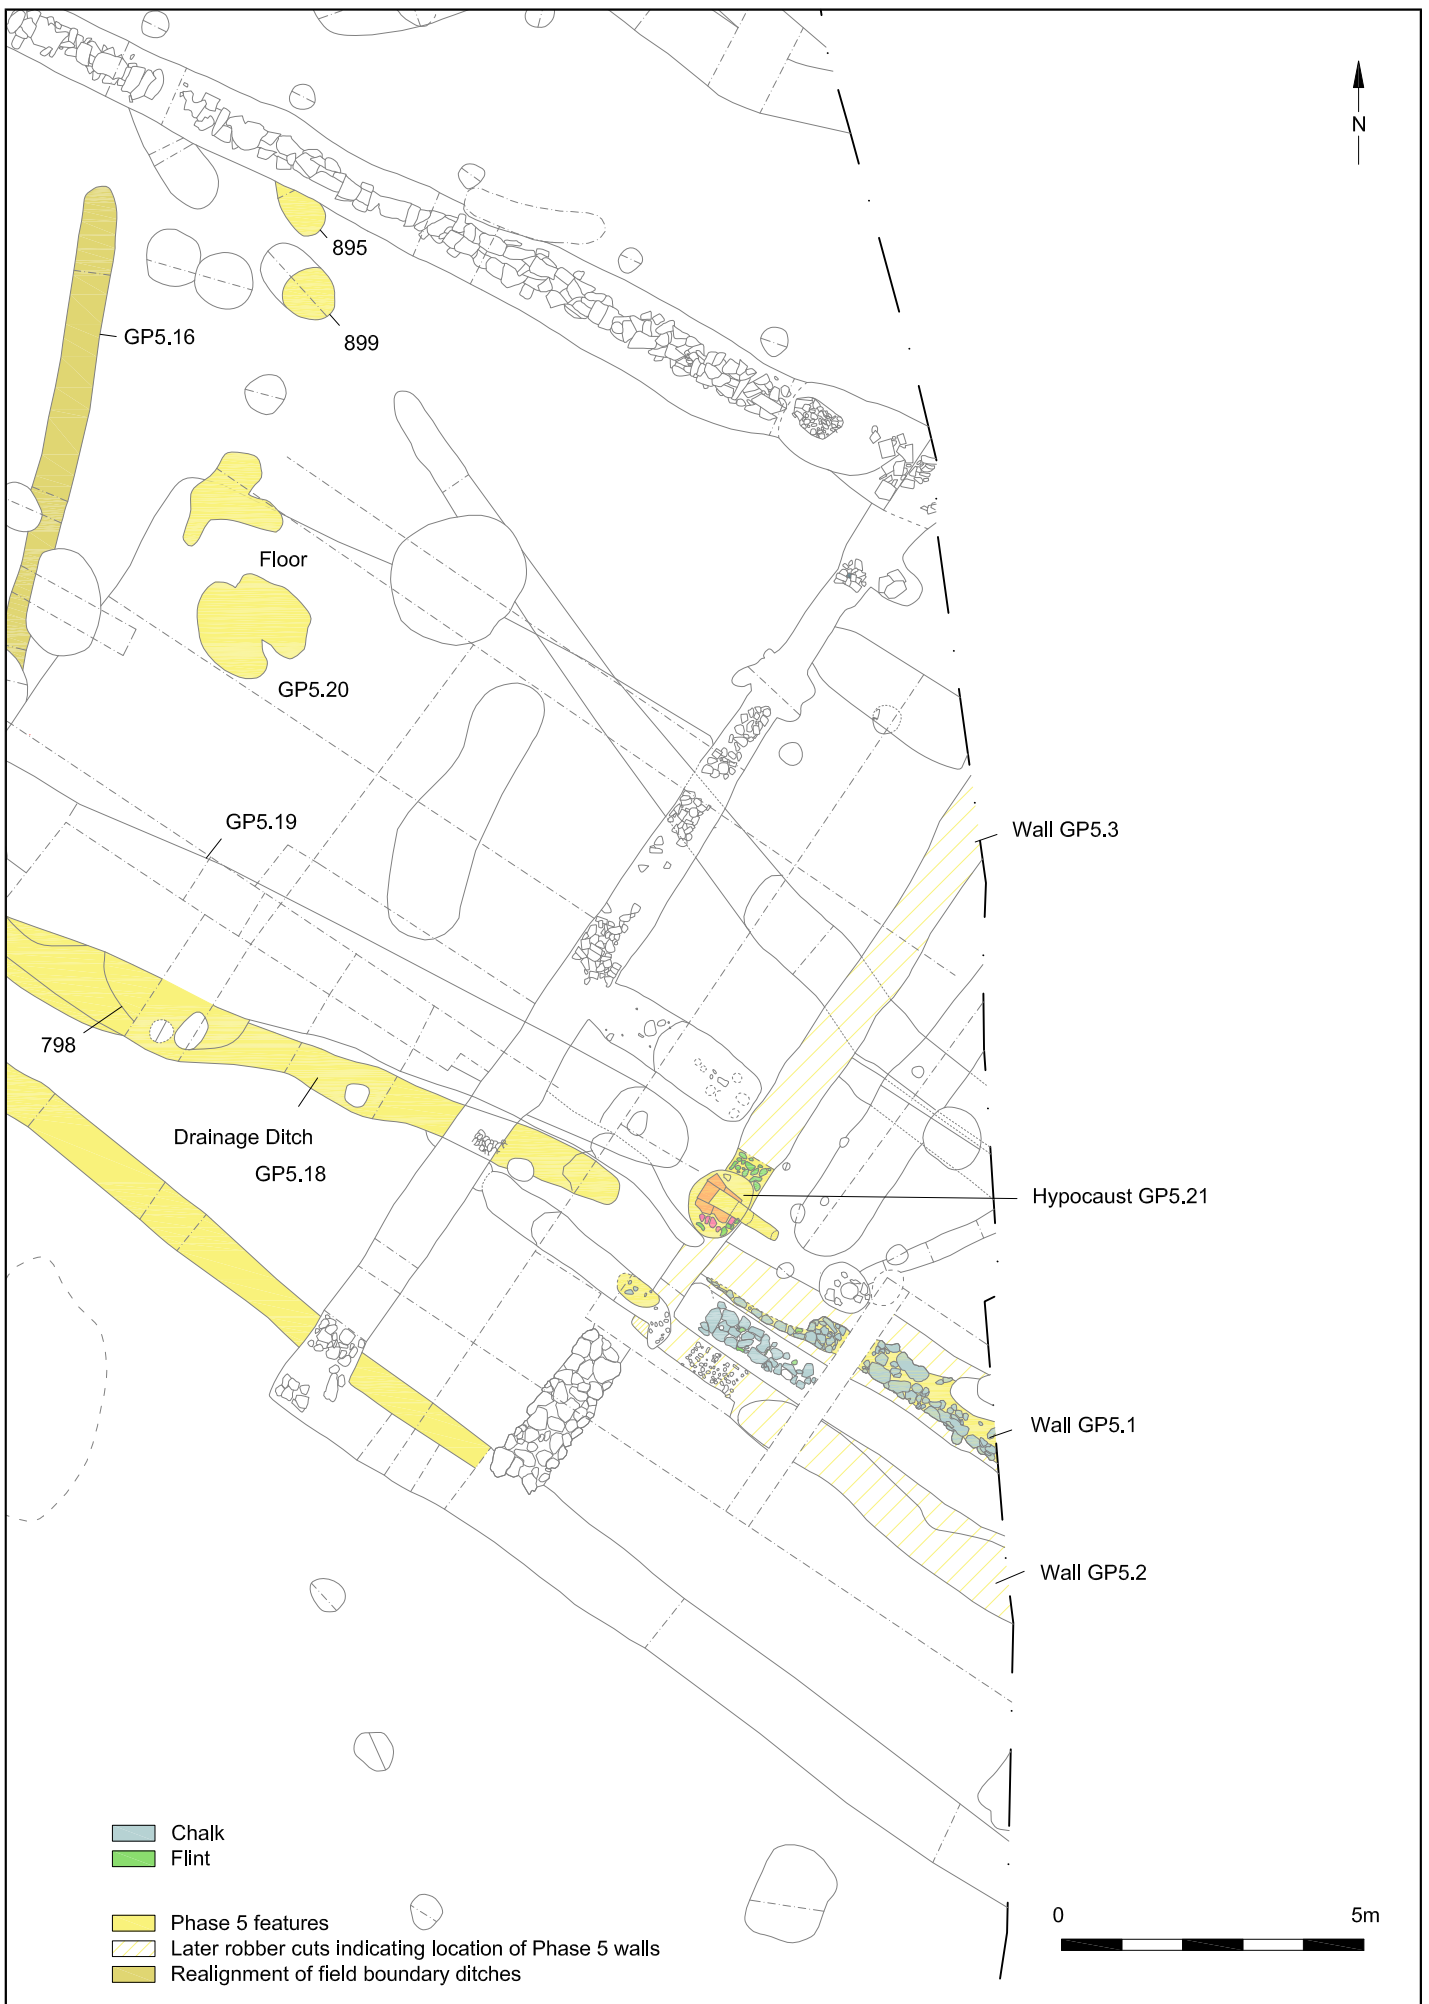 N
895
GP5.16
899
Floor
GP5.20
GP5.19
Wall GP5.3
798
Drainage Ditch
GP5.18
Hypocaust GP5.21
Wall GP5.1
Wall GP5.2
Chalk
Flint
Phase 5 features
Later robber cuts indicating location of Phase 5 walls
Realignment of field boundary ditches
0 5m